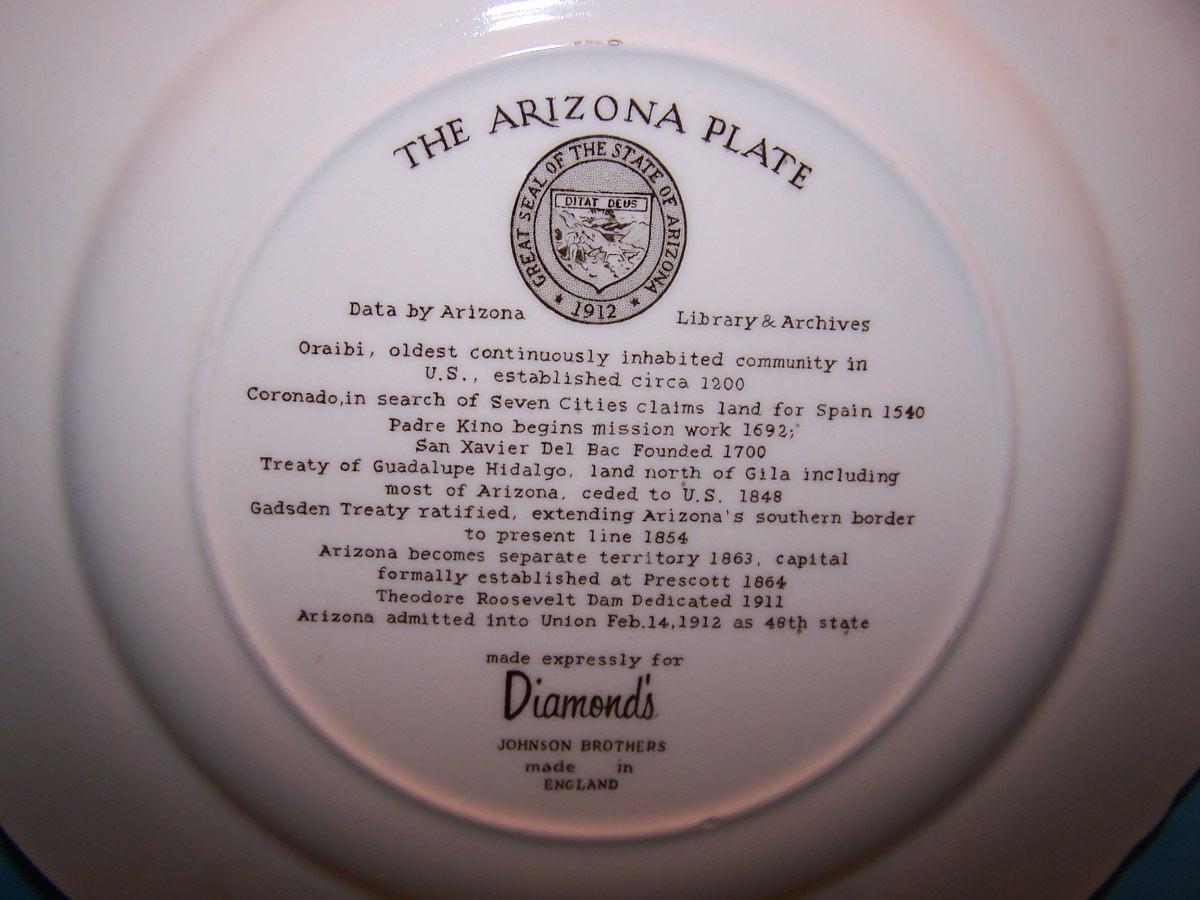 THE ARIZONA PLATE
GREAT SEAL OF THE STATE OF ARIZONA
DITAT DEUS
1912
Data by Arizona Library & Archives
Oraibi, oldest continuously inhabited community in
U.S., established circa 1200
Coronado,in search of Seven Cities claims land for Spain 1540
Padre Kino begins mission work 1692;
San Xavier Del Bac Founded 1700
Treaty of Guadalupe Hidalgo, land north of Gila including
most of Arizona, ceded to U.S. 1848
Gadsden Treaty ratified, extending Arizona's southern border
to present line 1854
Arizona becomes separate territory 1863, capital
formally established at Prescott 1864
Theodore Roosevelt Dam Dedicated 1911
Arizona admitted into Union Feb.14,1912 as 48th state
made expressly for
Diamond's
JOHNSON BROTHERS
made in
ENGLAND